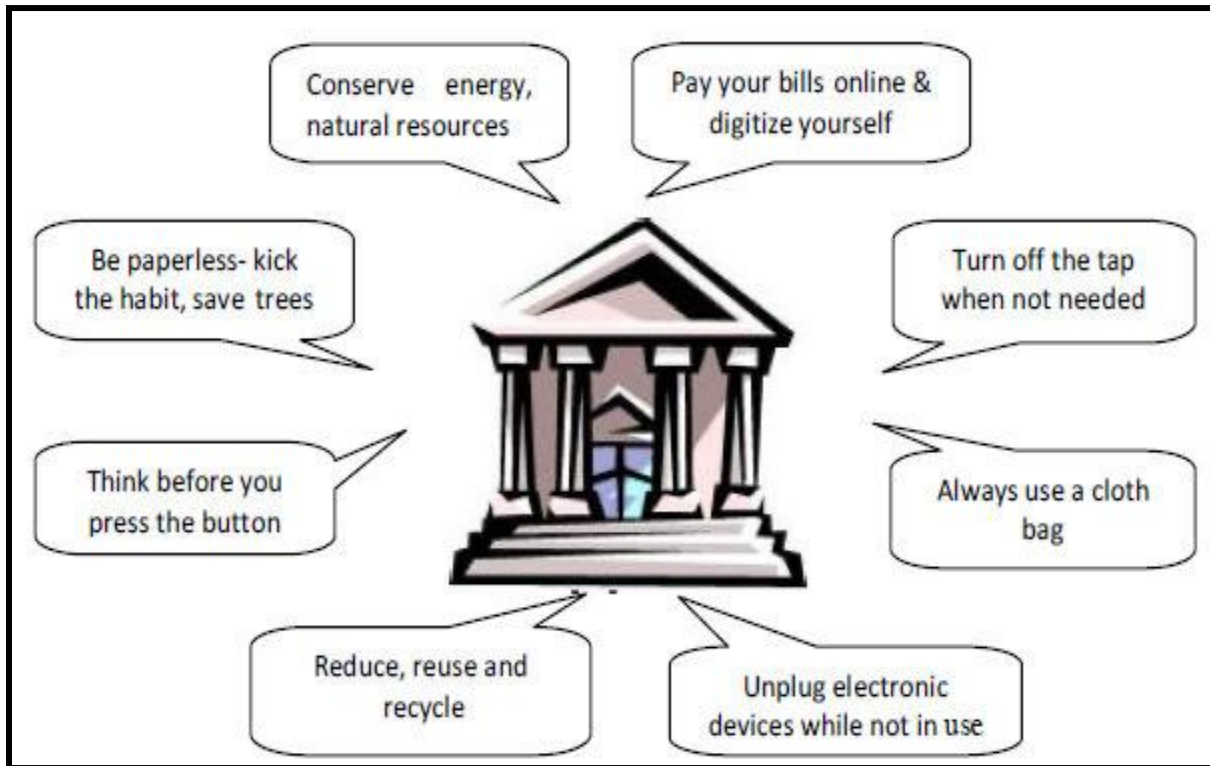 Conserve energy,
natural resources
Pay your bills online &
digitize yourself
Be paperless- kick
the habit, save trees
Turn off the tap
when not needed
Think before you
press the button
Always use a cloth
bag
Reduce, reuse and
recycle
Unplug electronic
devices while not in use